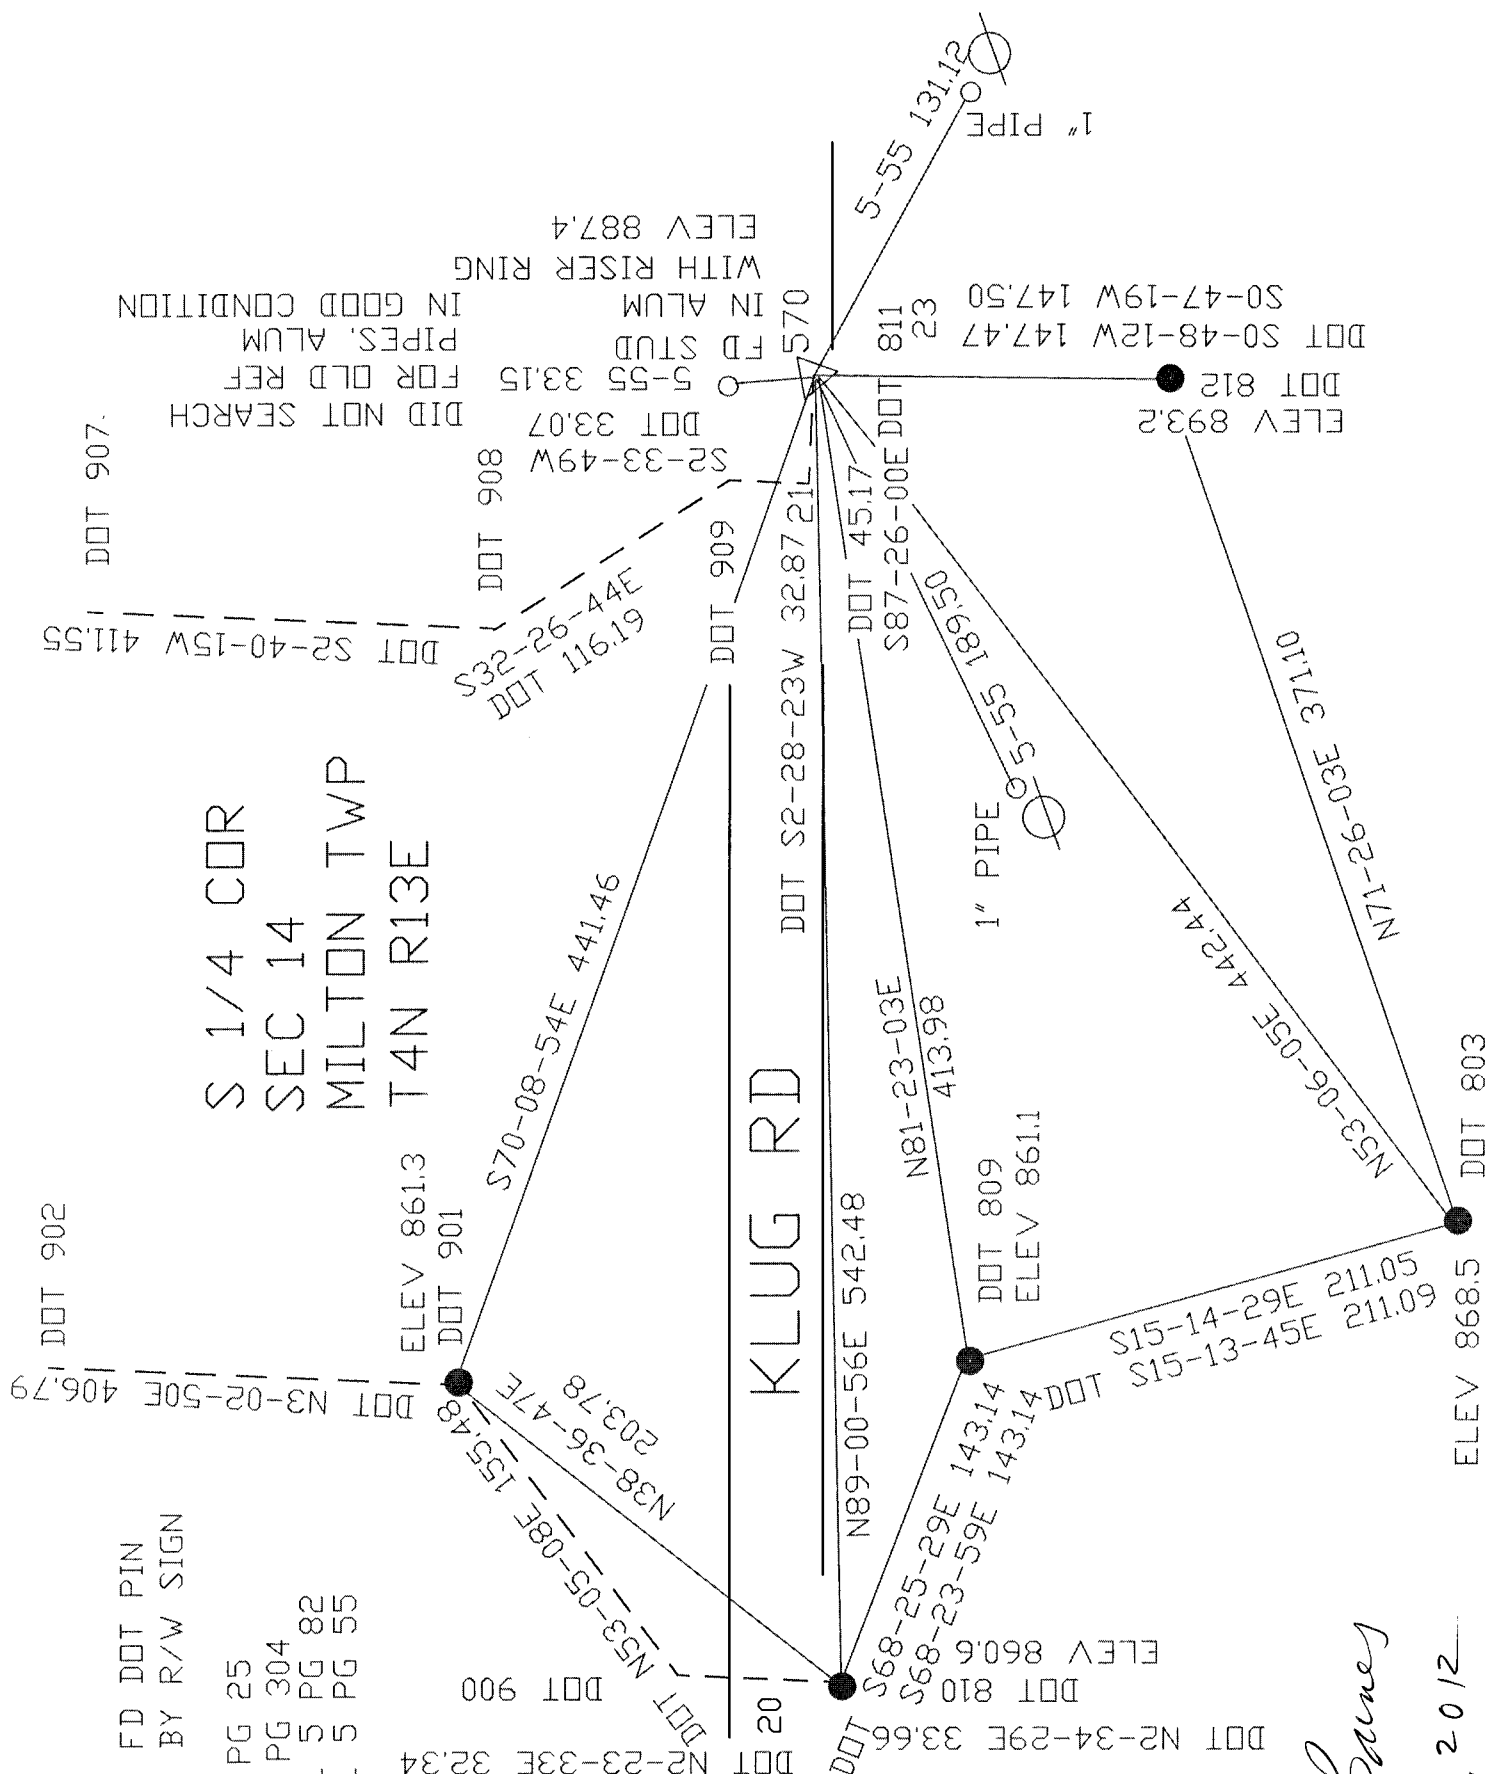 S 1/4 COR
SEC 14
MILTON TWP
T4N R13E
FD DOT PIN
BY R/W SIGN
PG 25
PG 304
5 PG 82
5 PG 55
DOT 902
DOT N3-02-50E 406.79
ELEV 861.3
DOT 901
DOT 907
DOT S2-40-15W 411.55
DOT 908
S32-26-44E
DOT 116.19
DOT 909
DID NOT SEARCH
FOR OLD REF
PIPES. ALUM
IN GOOD CONDITION
S2-33-49W
DOT 33.07
5-55 33.15
FD STUD
IN ALUM
WITH RISER RING
ELEV 887.4
570
5-55 131.12
1" PIPE
DOT 811
23
DOT S0-48-12W 147.47
S0-47-19W 147.50
DOT 812
ELEV 893.2
S70-08-54E 441.46
N53-05-08E 155.48
DOT
N38-36-47E
203.78
KLUG RD
DOT S2-28-23W 32.87 21
DOT 45.17
S87-26-00E
5-55 189.50
1" PIPE
N89-00-56E 542.48
N81-23-03E
413.98
DOT 809
ELEV 861.1
N53-06-05E 442.44
N71-26-03E 371.10
DOT 803
ELEV 868.5
S15-14-29E 211.05
DOT S15-13-45E 211.09
S68-25-29E 143.14
DOT S68-23-59E 143.14
DOT 900
20
DOT N2-23-33E 32.34
DOT 810
ELEV 860.6
DOT N2-34-29E 33.66
2012